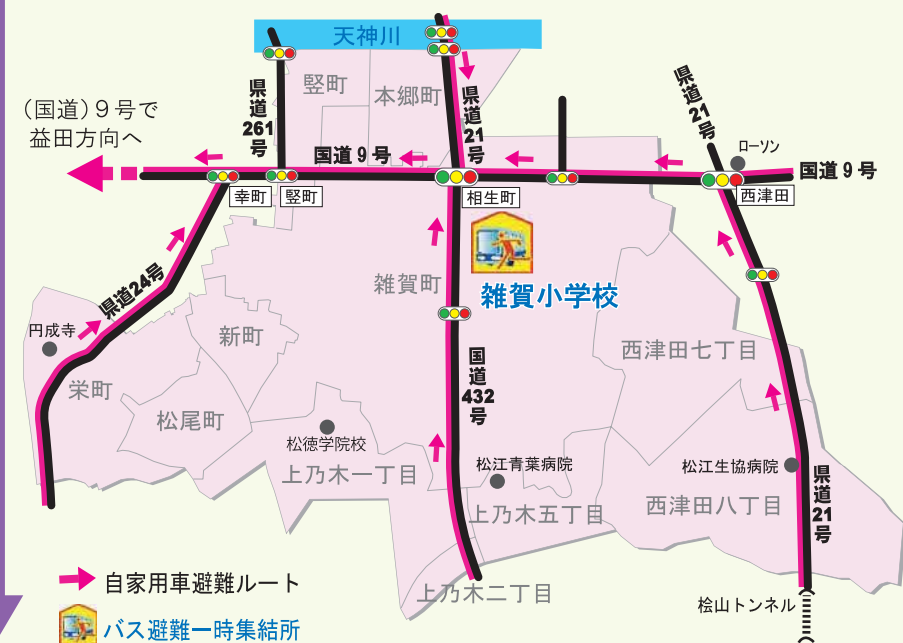 天神川
竪町
本郷町
県道
261
号
県道
21
号
県道
21号
ローソン
(国道)9号で
益田方向へ
国道9号
国道9号
幸町
竪町
相生町
西津田
県道24号
雑賀町
雑賀小学校
円成寺
新町
西津田七丁目
栄町
松尾町
国道
432
号
松徳学院校
上乃木一丁目
松江青葉病院
松江生協病院
上乃木五丁目
西津田八丁目
県道
21
号
自家用車避難ルート
上乃木二丁目
桧山トンネル
バス避難一時集結所